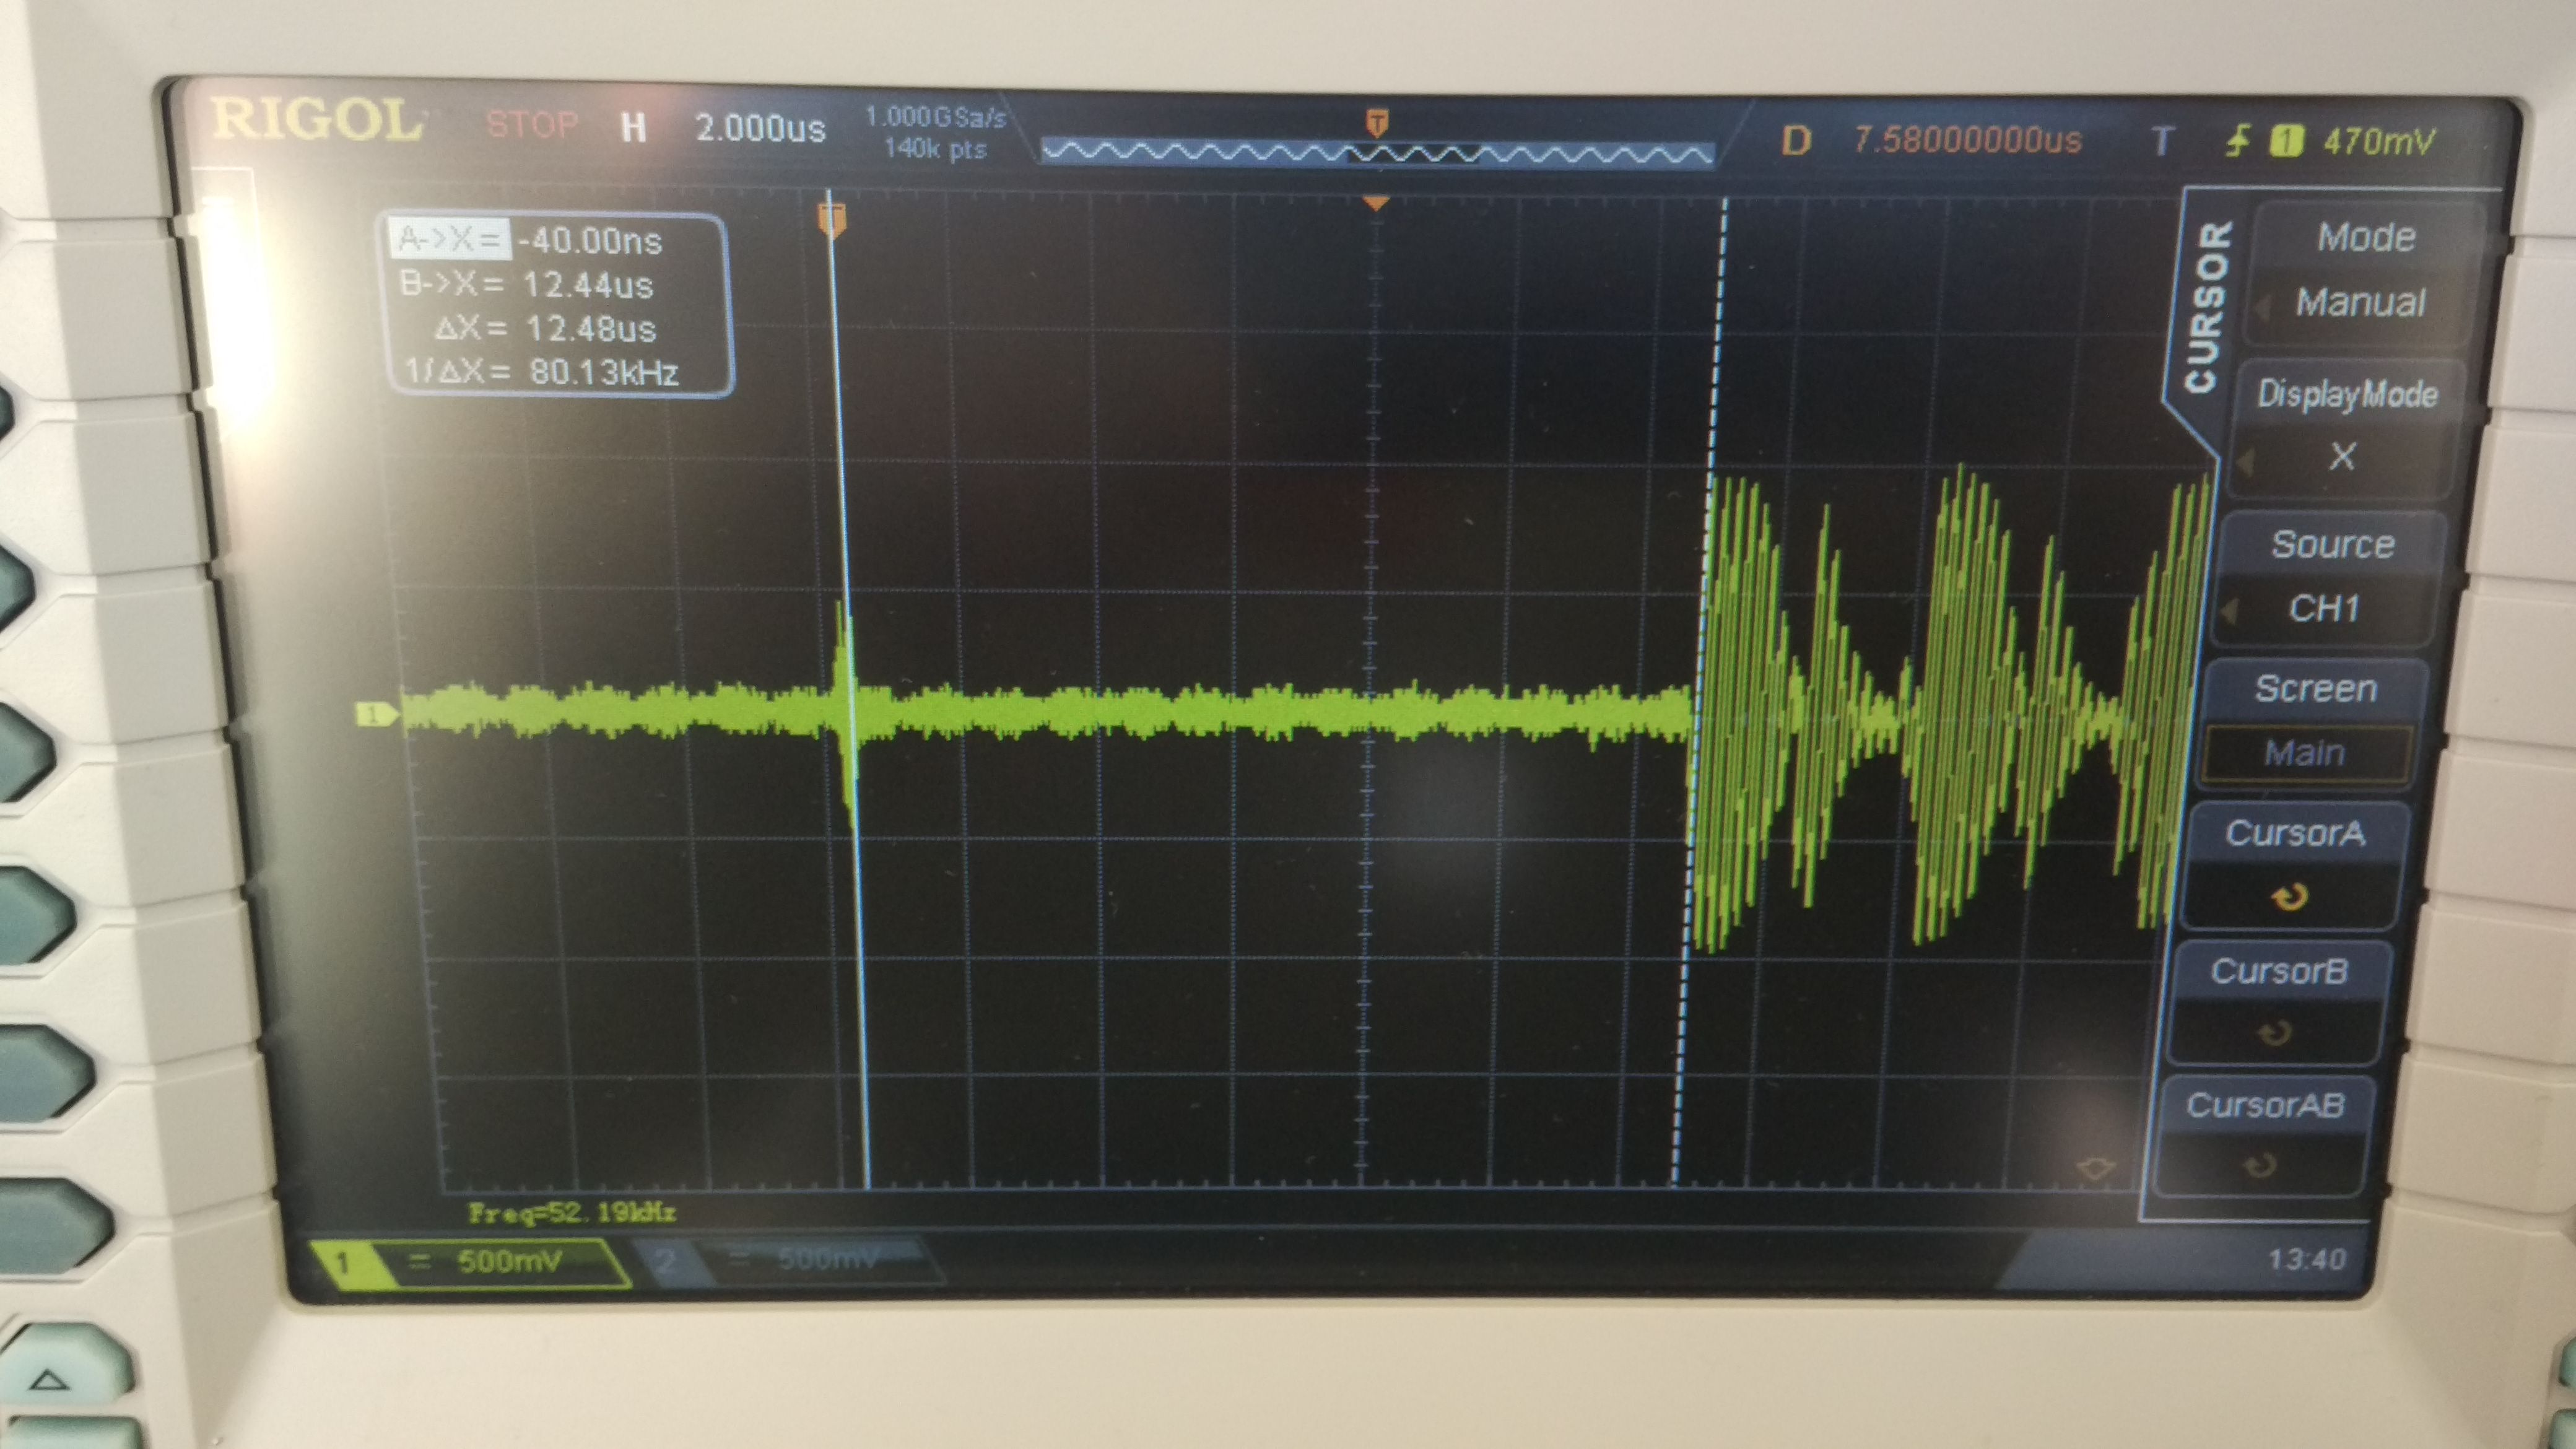 RIGOL STOP H 2.000us 1.000GSa/s 140k pts T D 7.58000000us T 1 470mV
T
A->X= -40.00ns
B->X= 12.44us
ΔX= 12.48us
1/ΔX= 80.13kHz
CURSOR
Mode
Manual
DisplayMode
X
Source
CH1
Screen
Main
CursorA
CursorB
CursorAB
1
Freq=52.19kHz
1 = 500mV 2 = 500mV
13:40